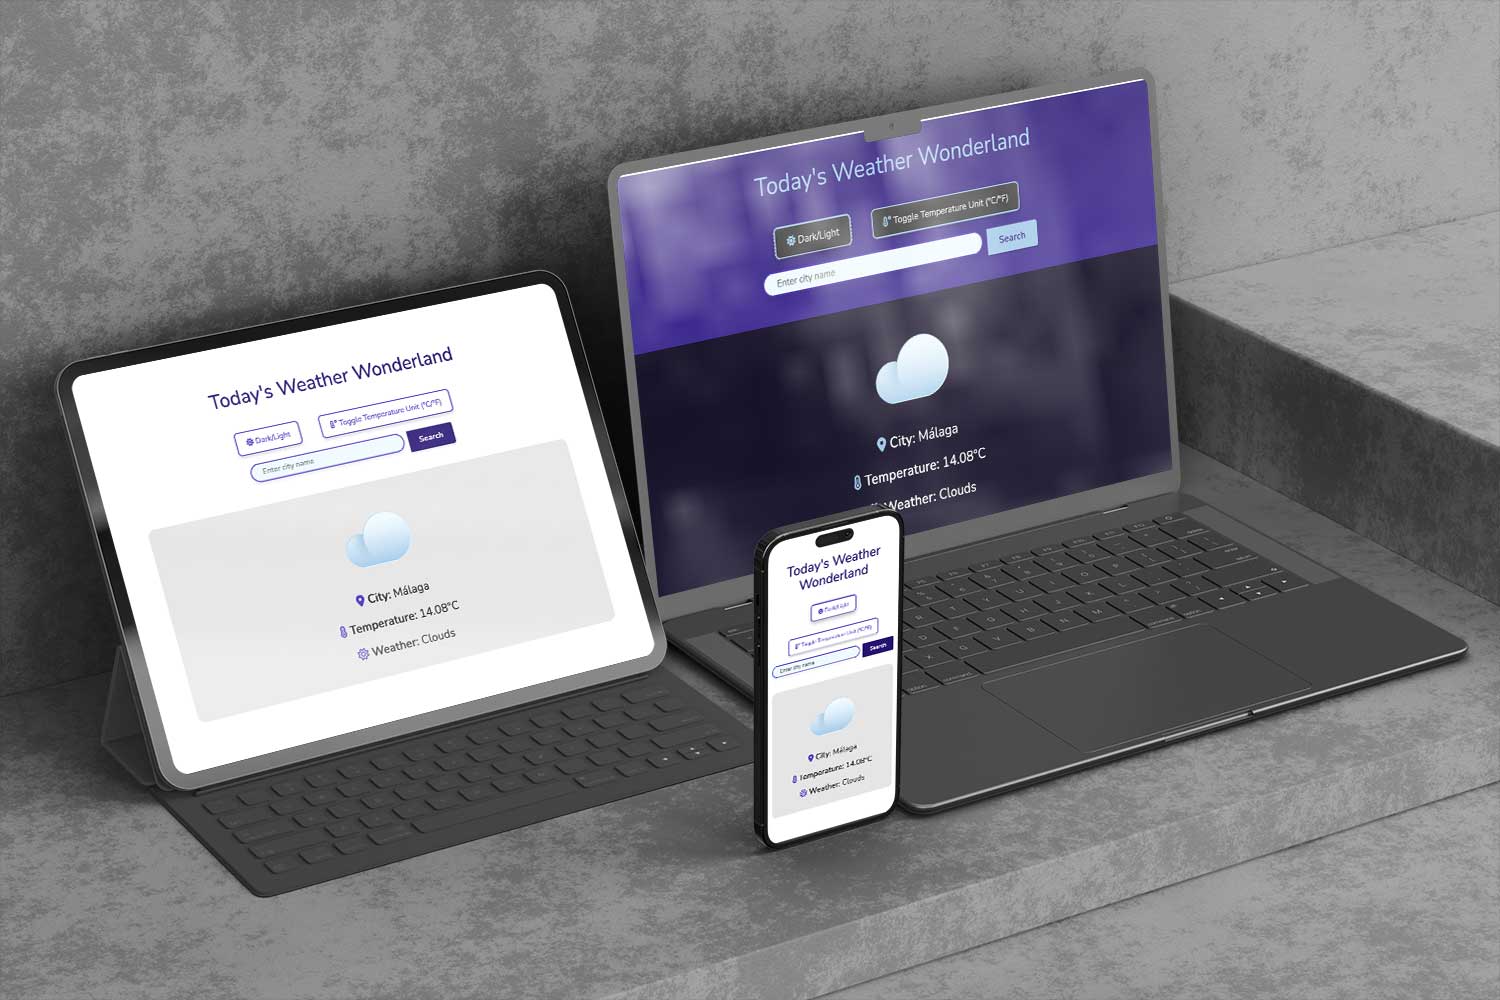 Today's Weather Wonderland
Dark/Light
Toggle Temperature Unit (°C/°F)
Enter city name
Search
City: Málaga
Temperature: 14.08°C
Weather: Clouds
Today's Weather Wonderland
Dark/Light
Toggle Temperature Unit (°C/°F)
Enter city name
Search
City: Málaga
Temperature: 14.08°C
Weather: Clouds
Today's Weather
Wonderland
Dark/Light
Toggle Temperature Unit (°C/°F)
Enter city name
Search
City: Málaga
Temperature: 14.08°C
Weather: Clouds